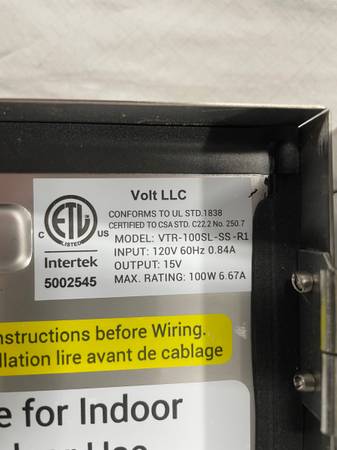 Volt LLC
CONFORMS TO UL STD.1838
CERTIFIED TO CSA STD. C22.2 No. 250.7
MODEL: VTR-100SL-SS-R1
INPUT: 120V 60Hz 0.84A
OUTPUT: 15V
MAX. RATING: 100W 6.67A
C ETL US
LISTED
Intertek
5002545
nstructions before Wiring.
llation lire avant de cablage
e for Indoor
Use